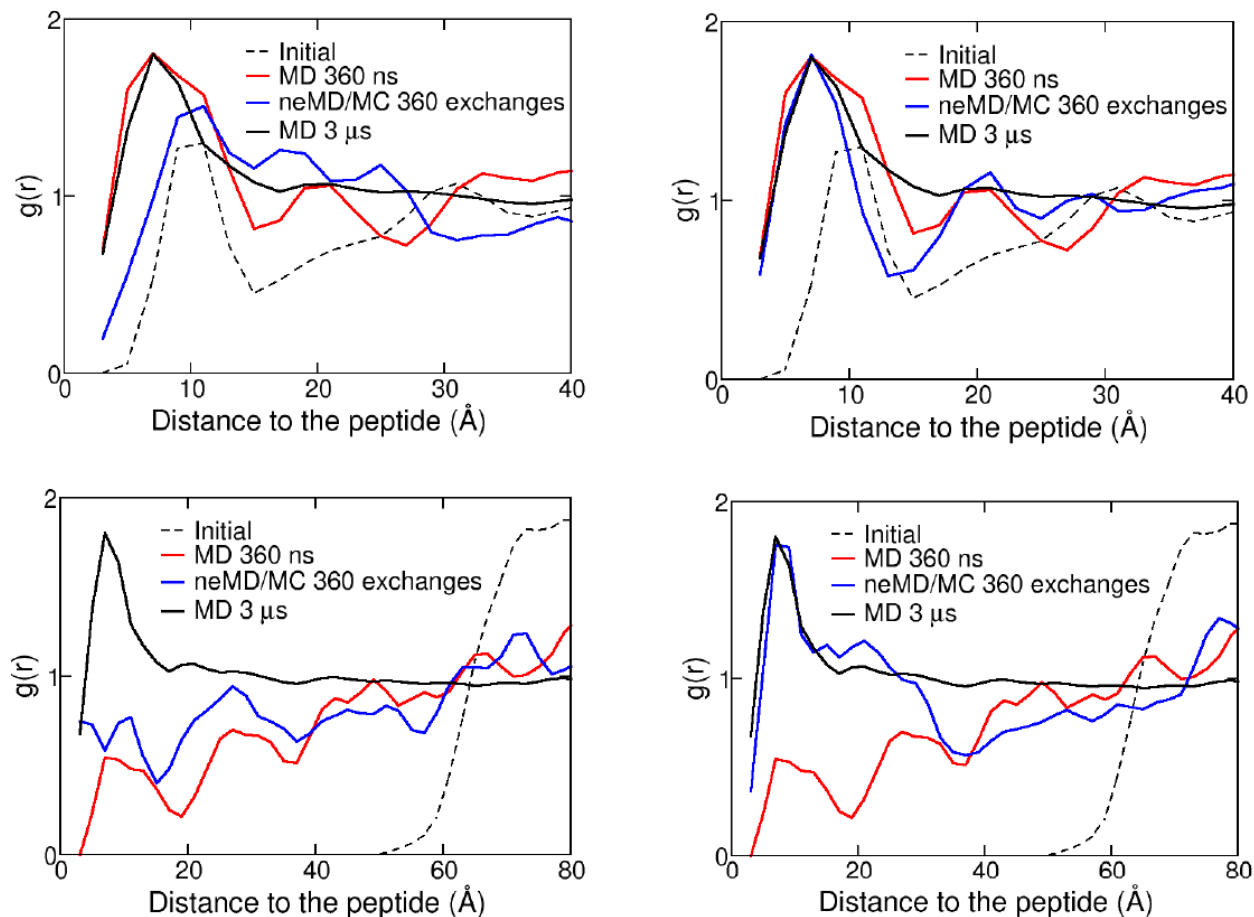 2
Initial
MD 360 ns
neMD/MC 360 exchanges
MD 3 μs
1
g(r)
0
0 10 20 30 40
Distance to the peptide (Å)
2
Initial
MD 360 ns
neMD/MC 360 exchanges
MD 3 μs
1
g(r)
0
0 10 20 30 40
Distance to the peptide (Å)
2
Initial
MD 360 ns
neMD/MC 360 exchanges
MD 3 μs
1
g(r)
0
0 20 40 60 80
Distance to the peptide (Å)
2
Initial
MD 360 ns
neMD/MC 360 exchanges
MD 3 μs
1
g(r)
0
0 20 40 60 80
Distance to the peptide (Å)